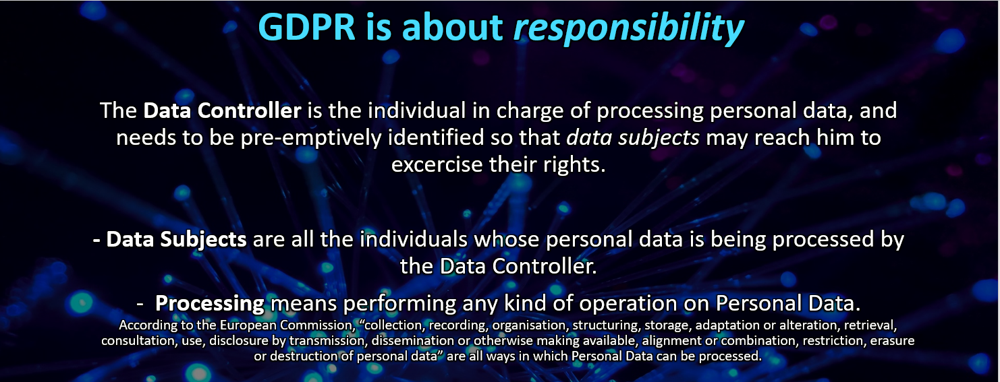 GDPR is about responsibility
The Data Controller is the individual in charge of processing personal data, and
needs to be pre-emptively identified so that data subjects may reach him to
excercise their rights.
- Data Subjects are all the individuals whose personal data is being processed by
the Data Controller.
- Processing means performing any kind of operation on Personal Data.
According to the European Commission, “collection, recording, organisation, structuring, storage, adaptation or alteration, retrieval,
consultation, use, disclosure by transmission, dissemination or otherwise making available, alignment or combination, restriction, erasure
or destruction of personal data” are all ways in which Personal Data can be processed.